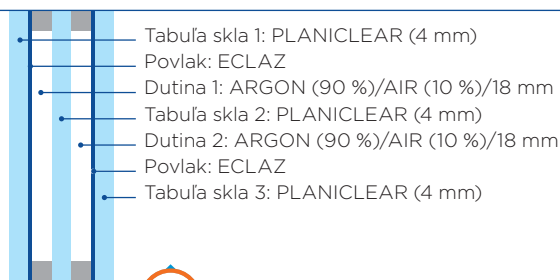 Tabuľa skla 1: PLANICLEAR (4 mm)
Povlak: ECLAZ
Dutina 1: ARGON (90 %)/AIR (10 %)/18 mm
Tabuľa skla 2: PLANICLEAR (4 mm)
Dutina 2: ARGON (90 %)/AIR (10 %)/18 mm
Povlak: ECLAZ
Tabuľa skla 3: PLANICLEAR (4 mm)